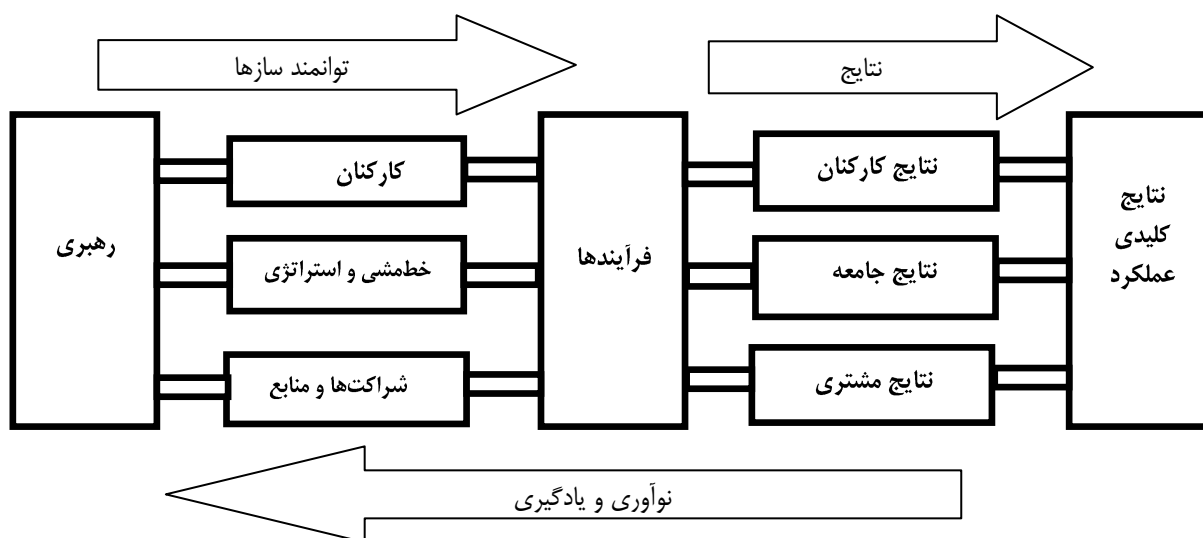 توانمند سازها
نتایج
رهبری
کارکنان
خط‌مشی و استراتژی
شراکت‌ها و منابع
فرآیندها
نتایج کارکنان
نتایج جامعه
نتایج مشتری
نتایج
کلیدی
عملکرد
نوآوری و یادگیری